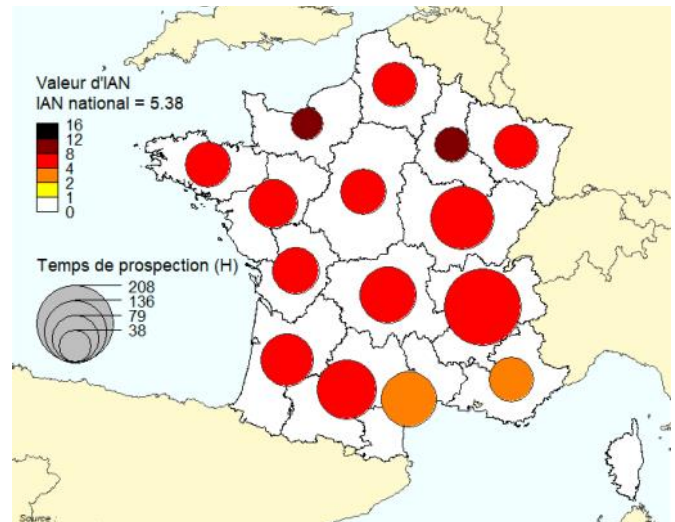 Valeur d'IAN
IAN national = 5.38
16
12
8
4
2
1
0
Temps de prospection (H)
208
136
79
38
Source :